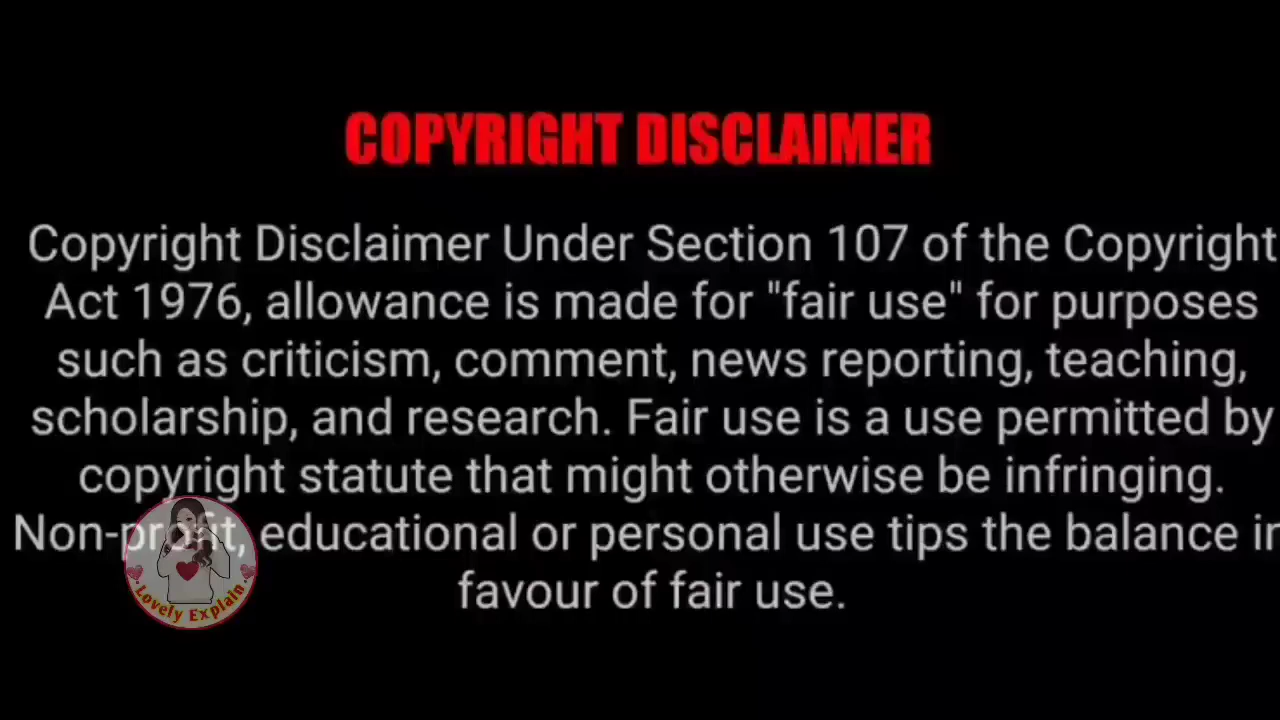 COPYRIGHT DISCLAIMER
Copyright Disclaimer Under Section 107 of the Copyright
Act 1976, allowance is made for "fair use" for purposes
such as criticism, comment, news reporting, teaching,
scholarship, and research. Fair use is a use permitted by
copyright statute that might otherwise be infringing.
Non-profit, educational or personal use tips the balance in
favour of fair use.
Lovely Explain